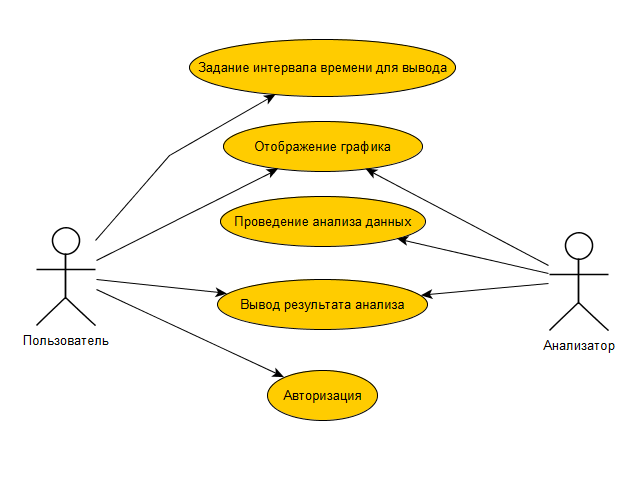 Задание интервала времени для вывода
Отображение графика
Проведение анализа данных
Вывод результата анализа
Пользователь
Анализатор
Авторизация